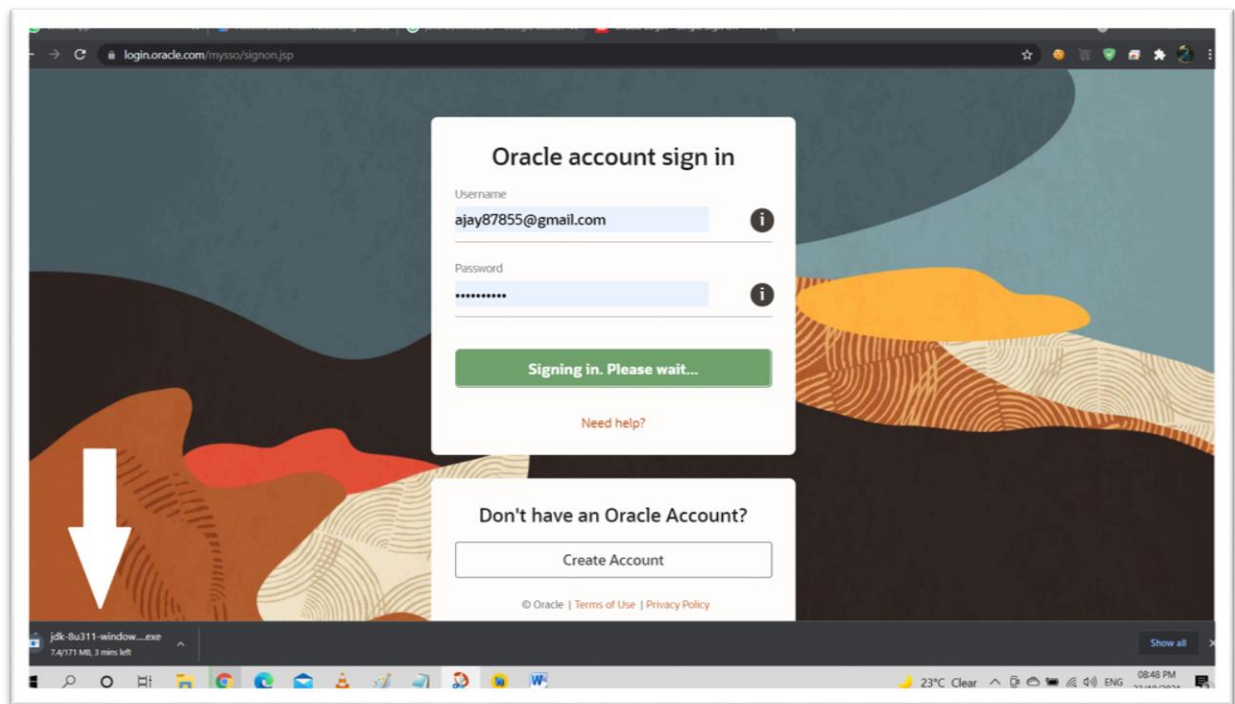 login.oracle.com/mysso/signon.jsp
Oracle account sign in
Username
ajay87855@gmail.com
i
Password
••••••••••
i
Signing in. Please wait...
Need help?
Don't have an Oracle Account?
Create Account
© Oracle | Terms of Use | Privacy Policy
jdk-8u311-window....exe
7.4/171 MB, 3 mins left
Show all
23°C Clear
ENG
08:48 PM